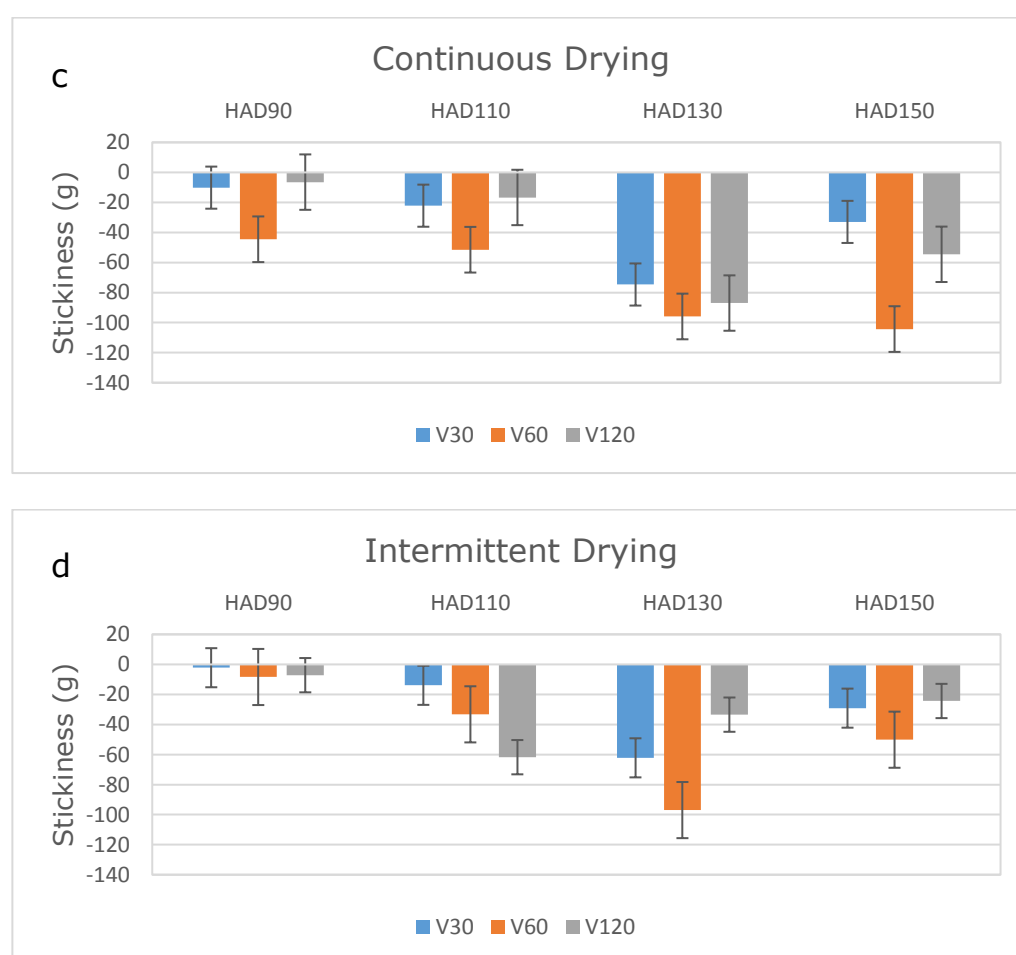 c
Continuous Drying
HAD90 HAD110 HAD130 HAD150
20
0
-20
-40
-60
-80
-100
-120
-140
Stickiness (g)
V30 V60 V120
d
Intermittent Drying
HAD90 HAD110 HAD130 HAD150
20
0
-20
-40
-60
-80
-100
-120
-140
Stickiness (g)
V30 V60 V120